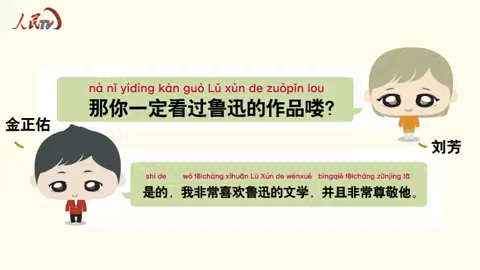 人民TV
nà nǐ yídìng kàn guò Lǔ xùn de zuòpǐn lou
那你一定看过鲁迅的作品喽？
金正佑
刘芳
shì de wǒ fēicháng xǐhuān Lǔ Xùn de wénxué bìngqiě fēicháng zūnjìng tā
是的，我非常喜欢鲁迅的文学，并且非常尊敬他。